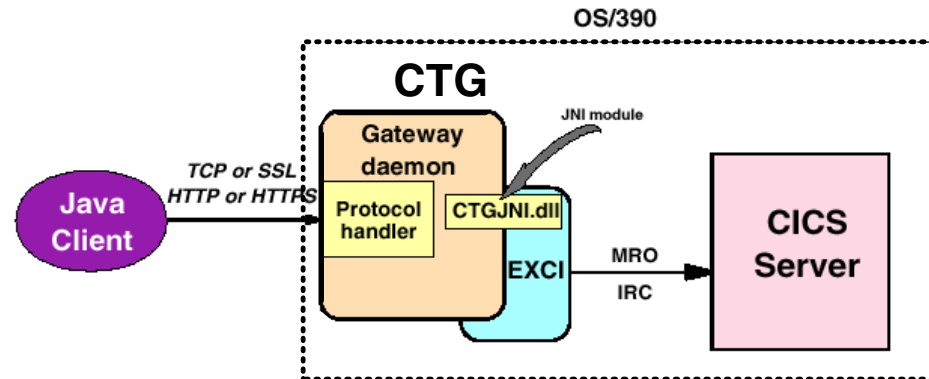 OS/390
CTG
JNI module
Gateway
daemon
TCP or SSL
HTTP or HTTPS
Java
Client
Protocol
handler
CTGJNI.dll
EXCI
MRO
IRC
CICS
Server